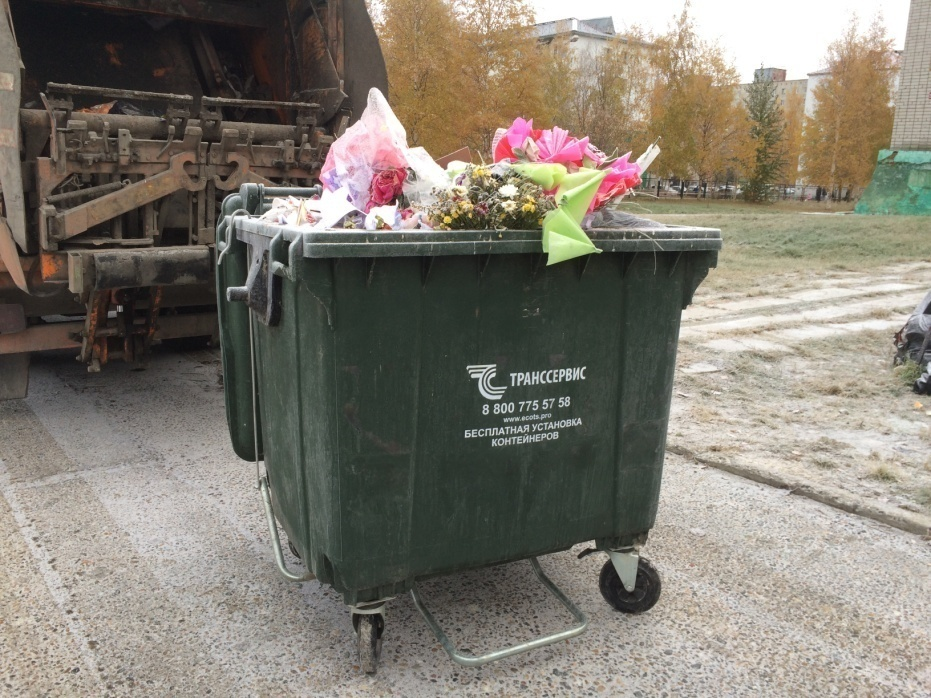 ТРАНССЕРВИС
8 800 775 57 58
www.ecots.pro
БЕСПЛАТНАЯ УСТАНОВКА
КОНТЕЙНЕРОВ